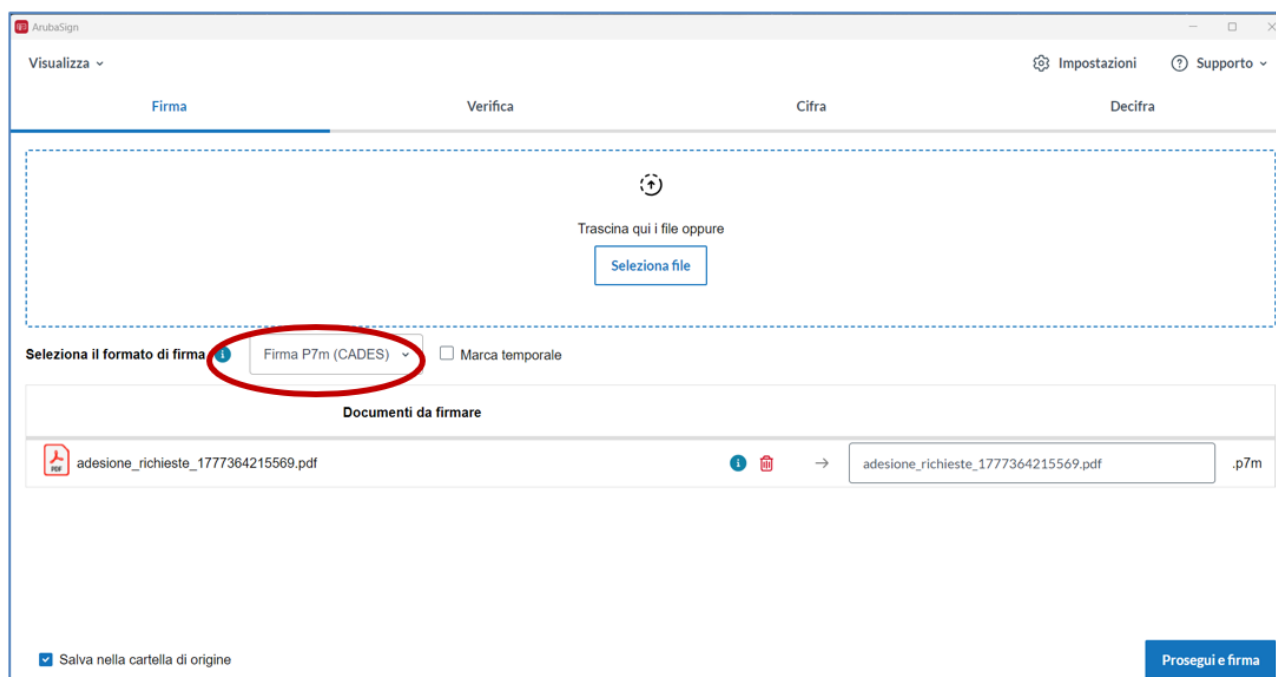 ArubaSign
Visualizza
Impostazioni
Supporto
Firma
Verifica
Cifra
Decifra
Trascina qui i file oppure
Seleziona file
Seleziona il formato di firma
Firma P7m (CADES)
Marca temporale
Documenti da firmare
PDF
adesione_richieste_1777364215569.pdf
adesione_richieste_1777364215569.pdf
.p7m
Salva nella cartella di origine
Prosegui e firma